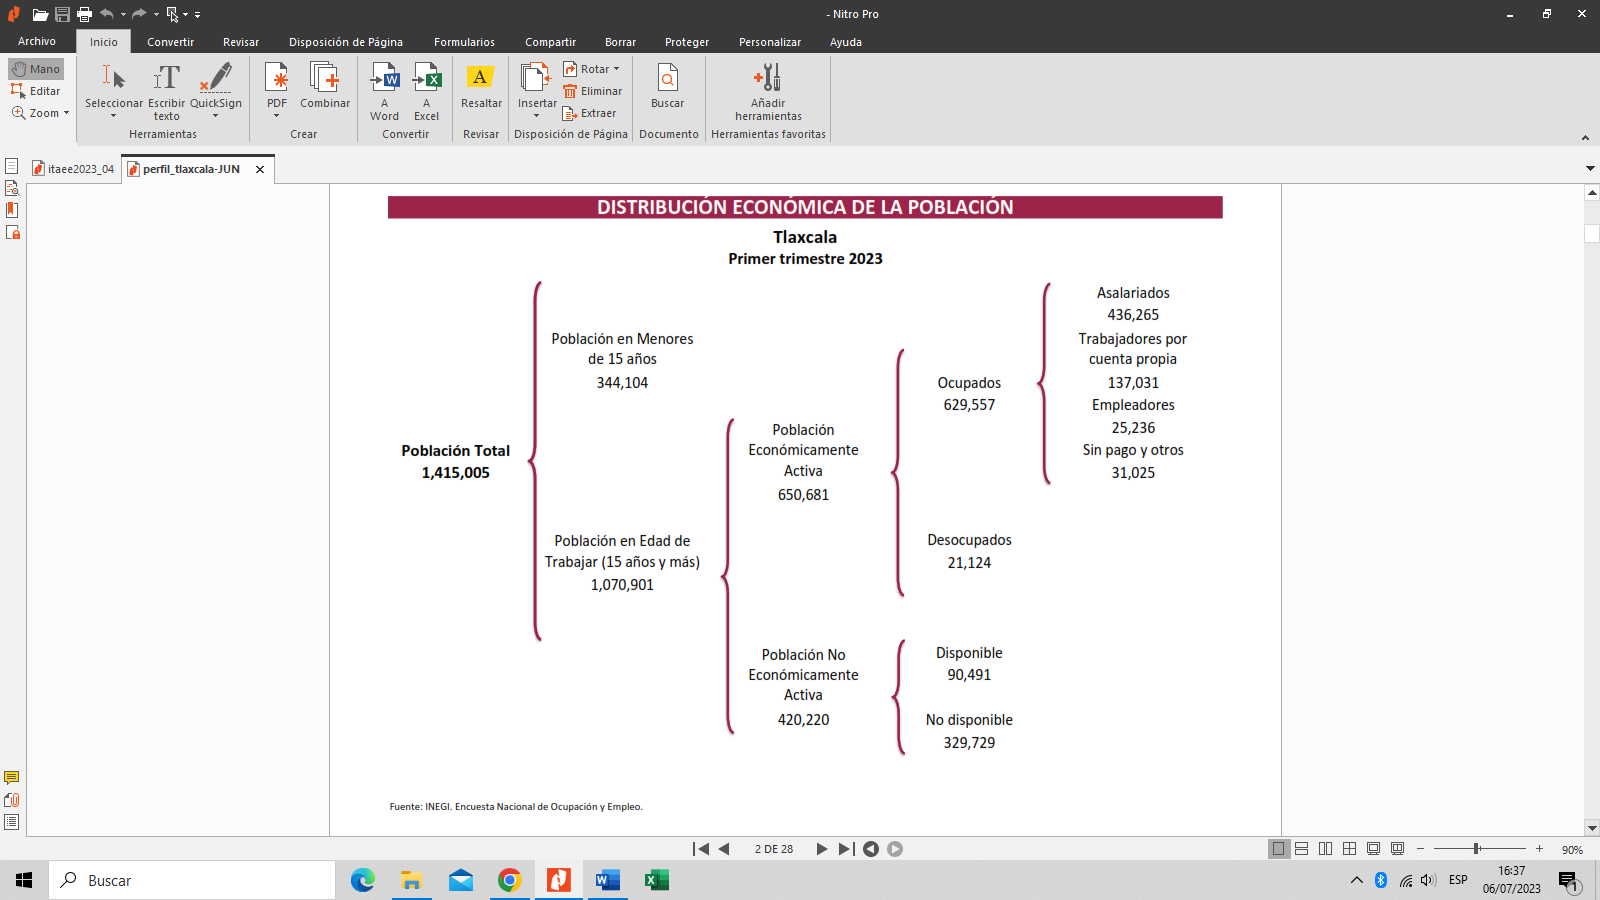 - Nitro Pro
Archivo
Inicio
Convertir
Revisar
Disposición de Página
Formularios
Compartir
Borrar
Proteger
Personalizar
Ayuda
Mano
Editar
Zoom
Seleccionar
Escribir
texto
QuickSign
Herramientas
PDF
Combinar
Crear
A
Word
A
Excel
Convertir
Resaltar
Revisar
Insertar
Rotar
Eliminar
Extraer
Disposición de Página
Buscar
Documento
Añadir
herramientas
Herramientas favoritas
itaee2023_04
perfil_tlaxcala-JUN
DISTRIBUCIÓN ECONÓMICA DE LA POBLACIÓN
Tlaxcala
Primer trimestre 2023
Población Total
1,415,005
Población en Menores
de 15 años
344,104
Población en Edad de
Trabajar (15 años y más)
1,070,901
Población
Económicamente
Activa
650,681
Población No
Económicamente
Activa
420,220
Ocupados
629,557
Desocupados
21,124
Disponible
90,491
No disponible
329,729
Asalariados
436,265
Trabajadores por
cuenta propia
137,031
Empleadores
25,236
Sin pago y otros
31,025
Fuente: INEGI. Encuesta Nacional de Ocupación y Empleo.
2 DE 28
90%
Buscar
ESP
16:37
06/07/2023
1